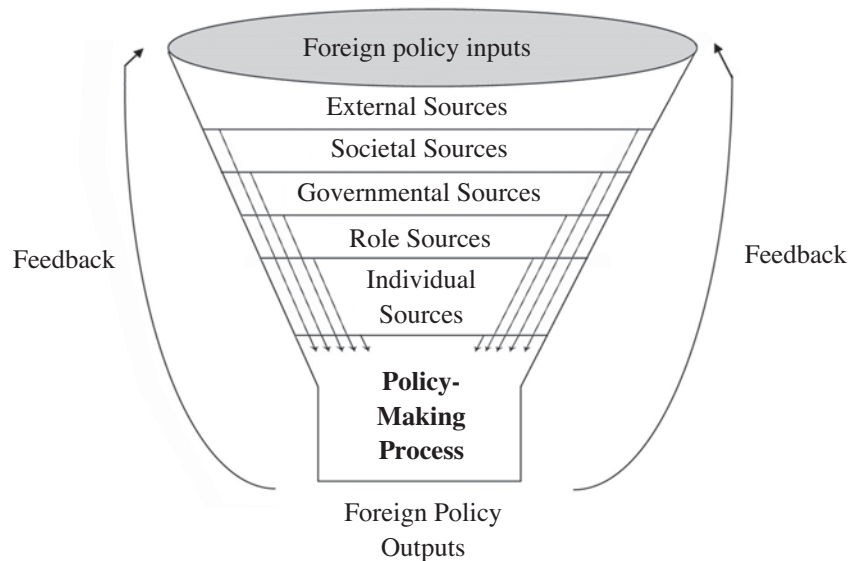 Foreign policy inputs
External Sources
Societal Sources
Governmental Sources
Role Sources
Individual
Sources
Feedback
Feedback
Policy-
Making
Process
Foreign Policy
Outputs